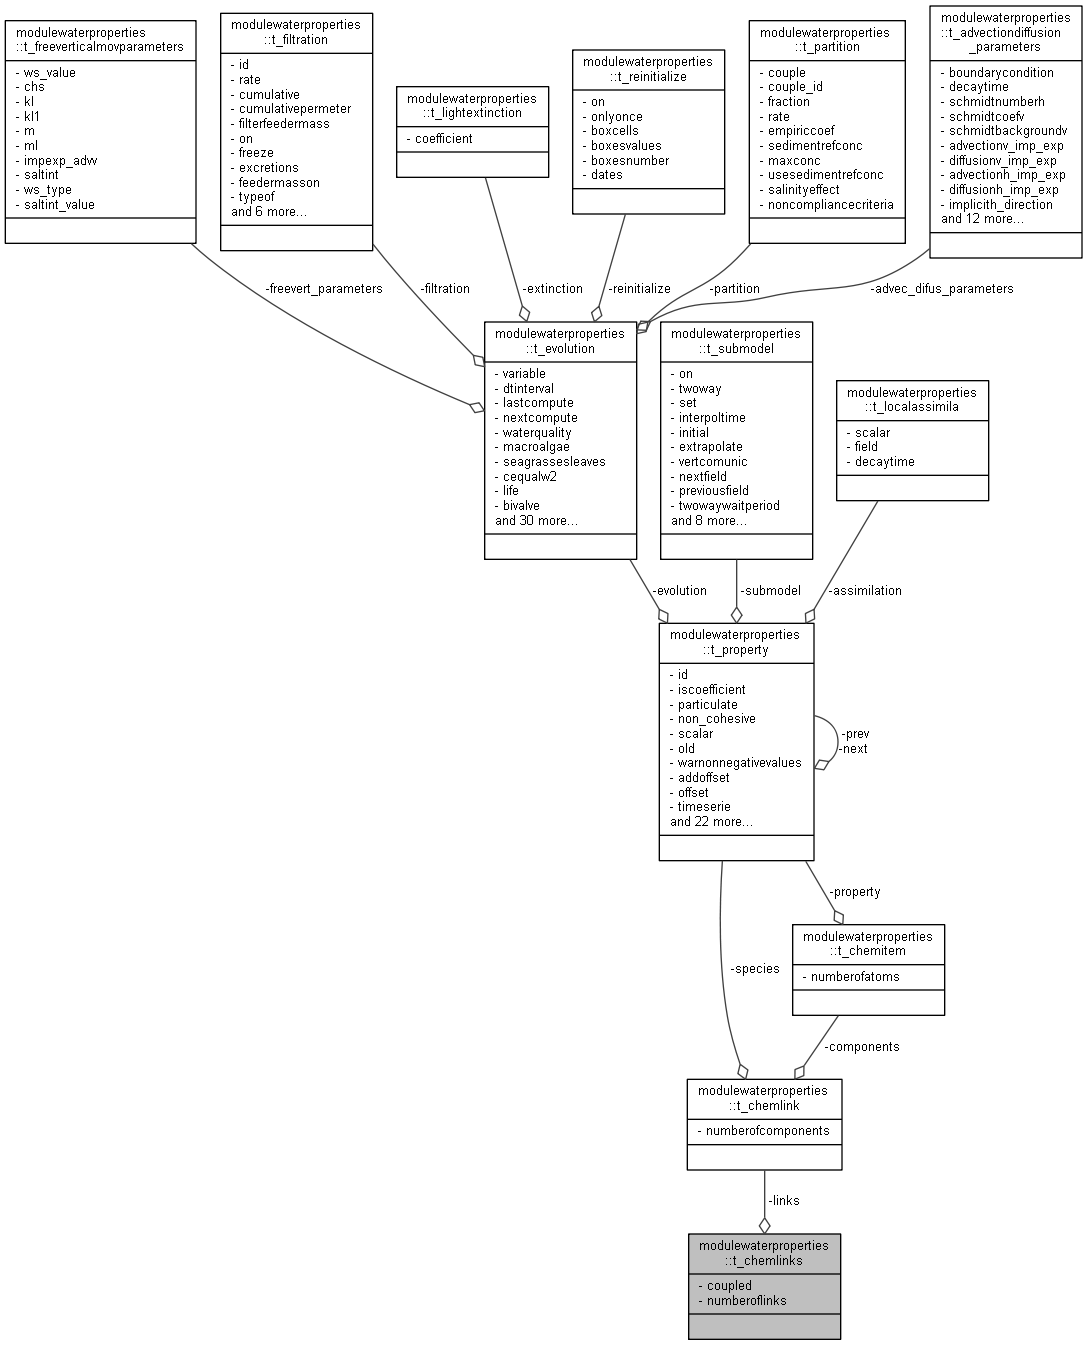 modulewaterproperties
::t_freeverticalmovparameters
- ws_value
- chs
- kl
- kl1
- m
- ml
- impexp_advv
- saltint
- ws_type
- saltint_value
modulewaterproperties
::t_filtration
- id
- rate
- cumulative
- cumulativepermeter
- filterfeedermass
- on
- freeze
- excretions
- feedermasson
- typeof
and 6 more...
modulewaterproperties
::t_lightextinction
- coefficient
modulewaterproperties
::t_reinitialize
- on
- onlyonce
- boxcells
- boxesvalues
- boxesnumber
- dates
modulewaterproperties
::t_partition
- couple
- couple_id
- fraction
- rate
- empiriccoef
- sedimentrefconc
- maxconc
- usesedimentrefconc
- salinityeffect
- noncompliancecriteria
modulewaterproperties
::t_advectiondiffusion
_parameters
- boundarycondition
- decaytime
- schmidtnumberh
- schmidtcoefv
- schmidtbackgroundv
- advectionv_imp_exp
- diffusionv_imp_exp
- advectionh_imp_exp
- diffusionh_imp_exp
- implicith_direction
and 12 more...
-freevert_parameters
-filtration
-extinction
-reinitialize
-partition
-advec_difus_parameters
modulewaterproperties
::t_evolution
- variable
- dtinterval
- lastcompute
- nextcompute
- waterquality
- macroalgae
- seagrassesleaves
- cequalw2
- life
- bivalve
and 30 more...
modulewaterproperties
::t_submodel
- on
- twoway
- set
- interpoltime
- initial
- extrapolate
- vertcomunic
- nextfield
- previousfield
- twowaywaitperiod
and 8 more...
modulewaterproperties
::t_localassimila
- scalar
- field
- decaytime
-evolution
-submodel
-assimilation
modulewaterproperties
::t_property
- id
- iscoefficient
- particulate
- non_cohesive
- scalar
- old
- warnonnegativevalues
- addoffset
- offset
- timeserie
and 22 more...
-prev
-next
-property
modulewaterproperties
::t_chemitem
- numberofatoms
-species
-components
modulewaterproperties
::t_chemlink
- numberofcomponents
-links
modulewaterproperties
::t_chemlinks
- coupled
- numberoflinks